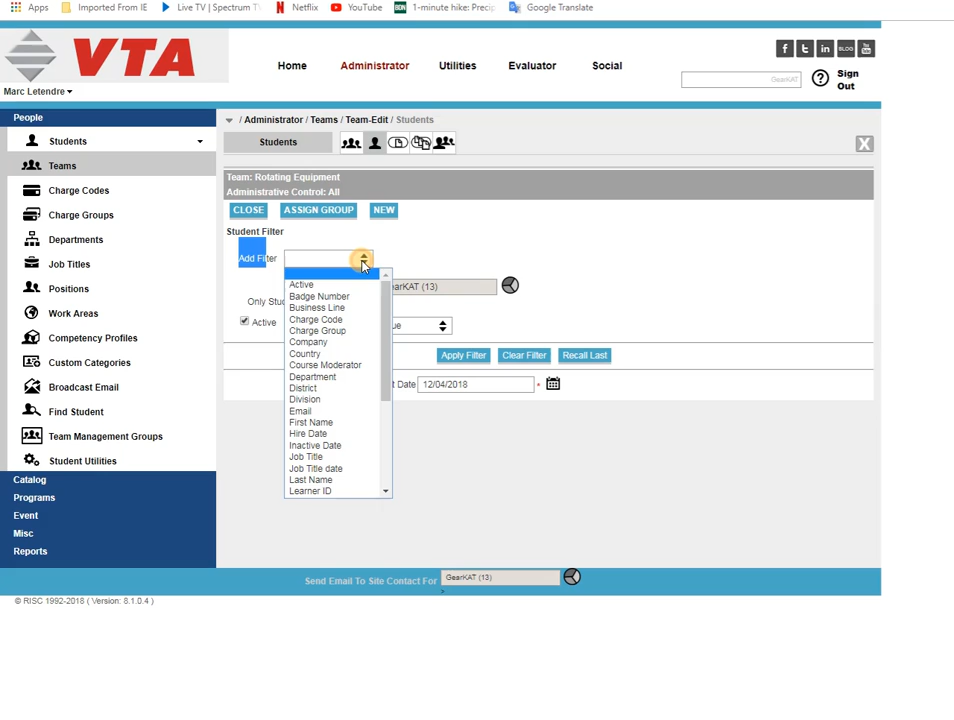 Apps Imported From IE Live TV | Spectrum T Netflix YouTube 1-minute hike: Precip Google Translate
VTA
Home Administrator Utilities Evaluator Social
BLOG You
GearKAT
Sign
Out
Marc Letendre
People
Students
Teams
Charge Codes
Charge Groups
Departments
Job Titles
Positions
Work Areas
Competency Profiles
Custom Categories
Broadcast Email
Find Student
Team Management Groups
Student Utilities
Catalog
Programs
Event
Misc
Reports
/ Administrator / Teams / Team-Edit / Students
Students
X
Team: Rotating Equipment
Administrative Control: All
CLOSE ASSIGN GROUP NEW
Student Filter
Add Filter
Only Stu
arKAT (13)
Active
ue
Active
Badge Number
Business Line
Charge Code
Charge Group
Company
Country
Course Moderator
Department
District
Division
Email
First Name
Hire Date
Inactive Date
Job Title
Job Title date
Last Name
Learner ID
Apply Filter Clear Filter Recall Last
t Date 12/04/2018 *
Send Email To Site Contact For GearKAT (13)
>
© RISC 1992-2018 ( Version: 8.1.0.4 )